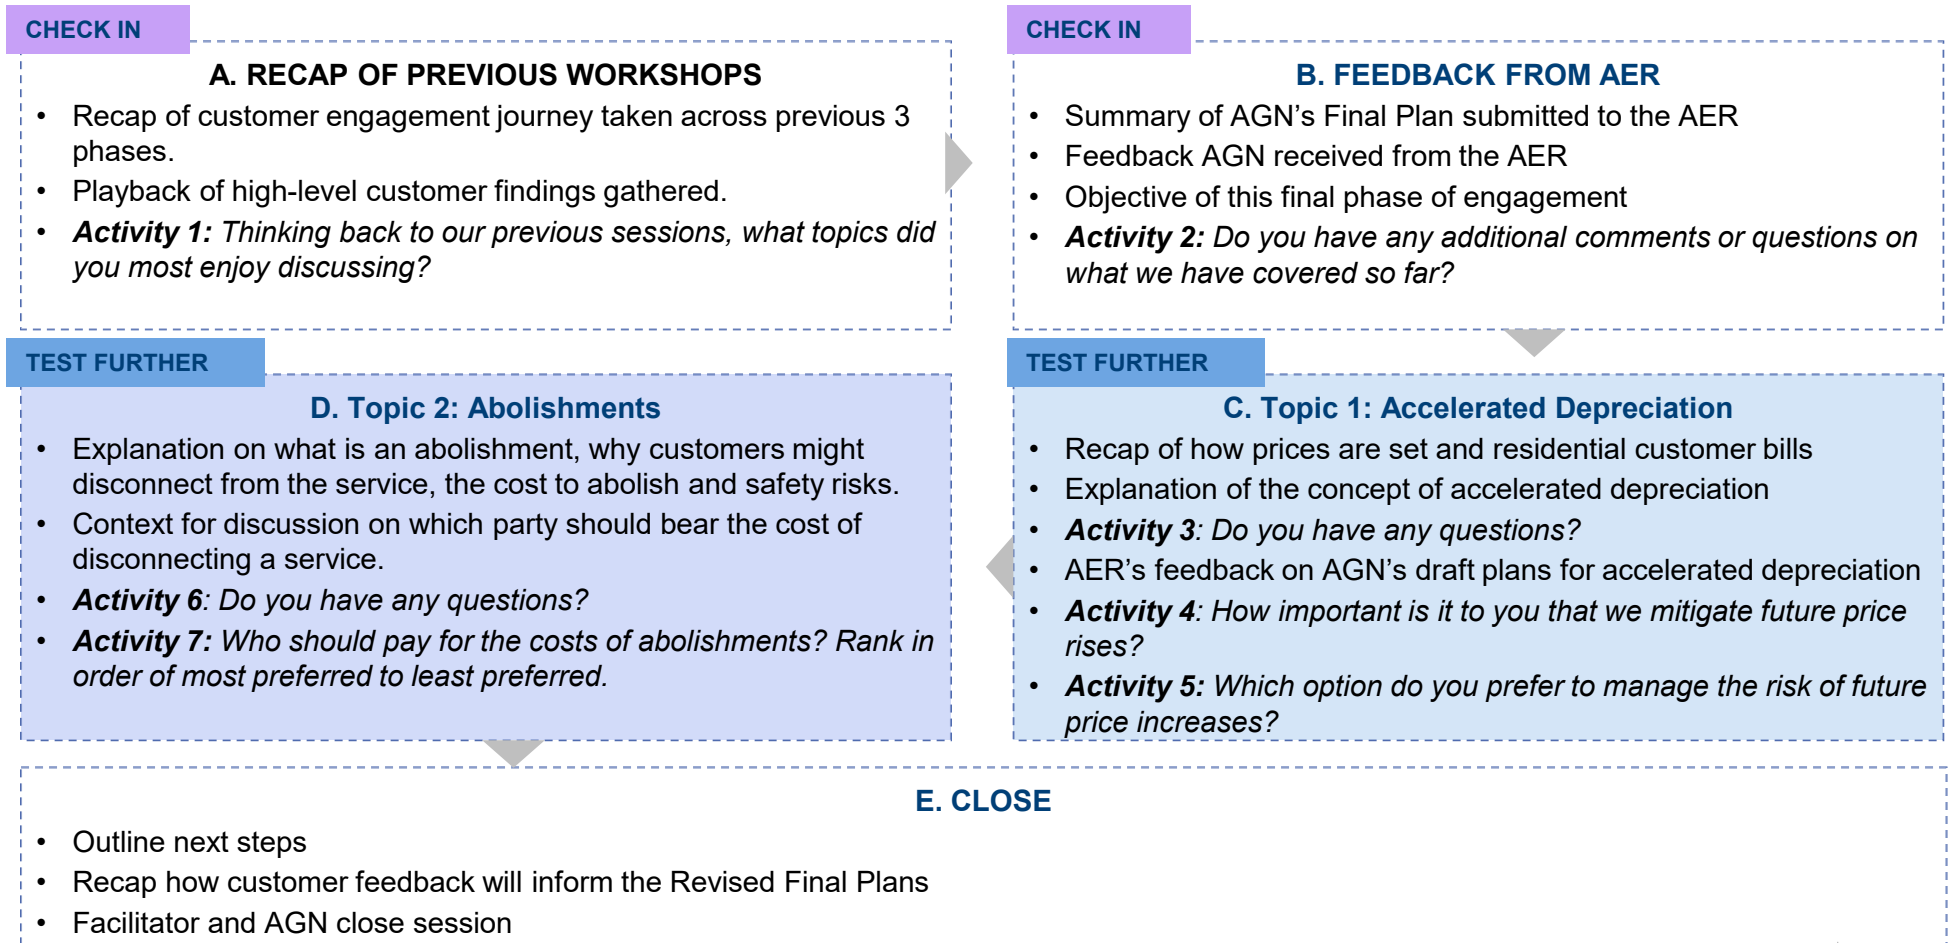 CHECK IN
A. RECAP OF PREVIOUS WORKSHOPS
• Recap of customer engagement journey taken across previous 3
phases.
• Playback of high-level customer findings gathered.
• Activity 1: Thinking back to our previous sessions, what topics did
you most enjoy discussing?
CHECK IN
B. FEEDBACK FROM AER
• Summary of AGN’s Final Plan submitted to the AER
• Feedback AGN received from the AER
• Objective of this final phase of engagement
• Activity 2: Do you have any additional comments or questions on
what we have covered so far?
TEST FURTHER
C. Topic 1: Accelerated Depreciation
• Recap of how prices are set and residential customer bills
• Explanation of the concept of accelerated depreciation
• Activity 3: Do you have any questions?
• AER’s feedback on AGN’s draft plans for accelerated depreciation
• Activity 4: How important is it to you that we mitigate future price
rises?
• Activity 5: Which option do you prefer to manage the risk of future
price increases?
TEST FURTHER
D. Topic 2: Abolishments
• Explanation on what is an abolishment, why customers might
disconnect from the service, the cost to abolish and safety risks.
• Context for discussion on which party should bear the cost of
disconnecting a service.
• Activity 6: Do you have any questions?
• Activity 7: Who should pay for the costs of abolishments? Rank in
order of most preferred to least preferred.
E. CLOSE
• Outline next steps
• Recap how customer feedback will inform the Revised Final Plans
• Facilitator and AGN close session